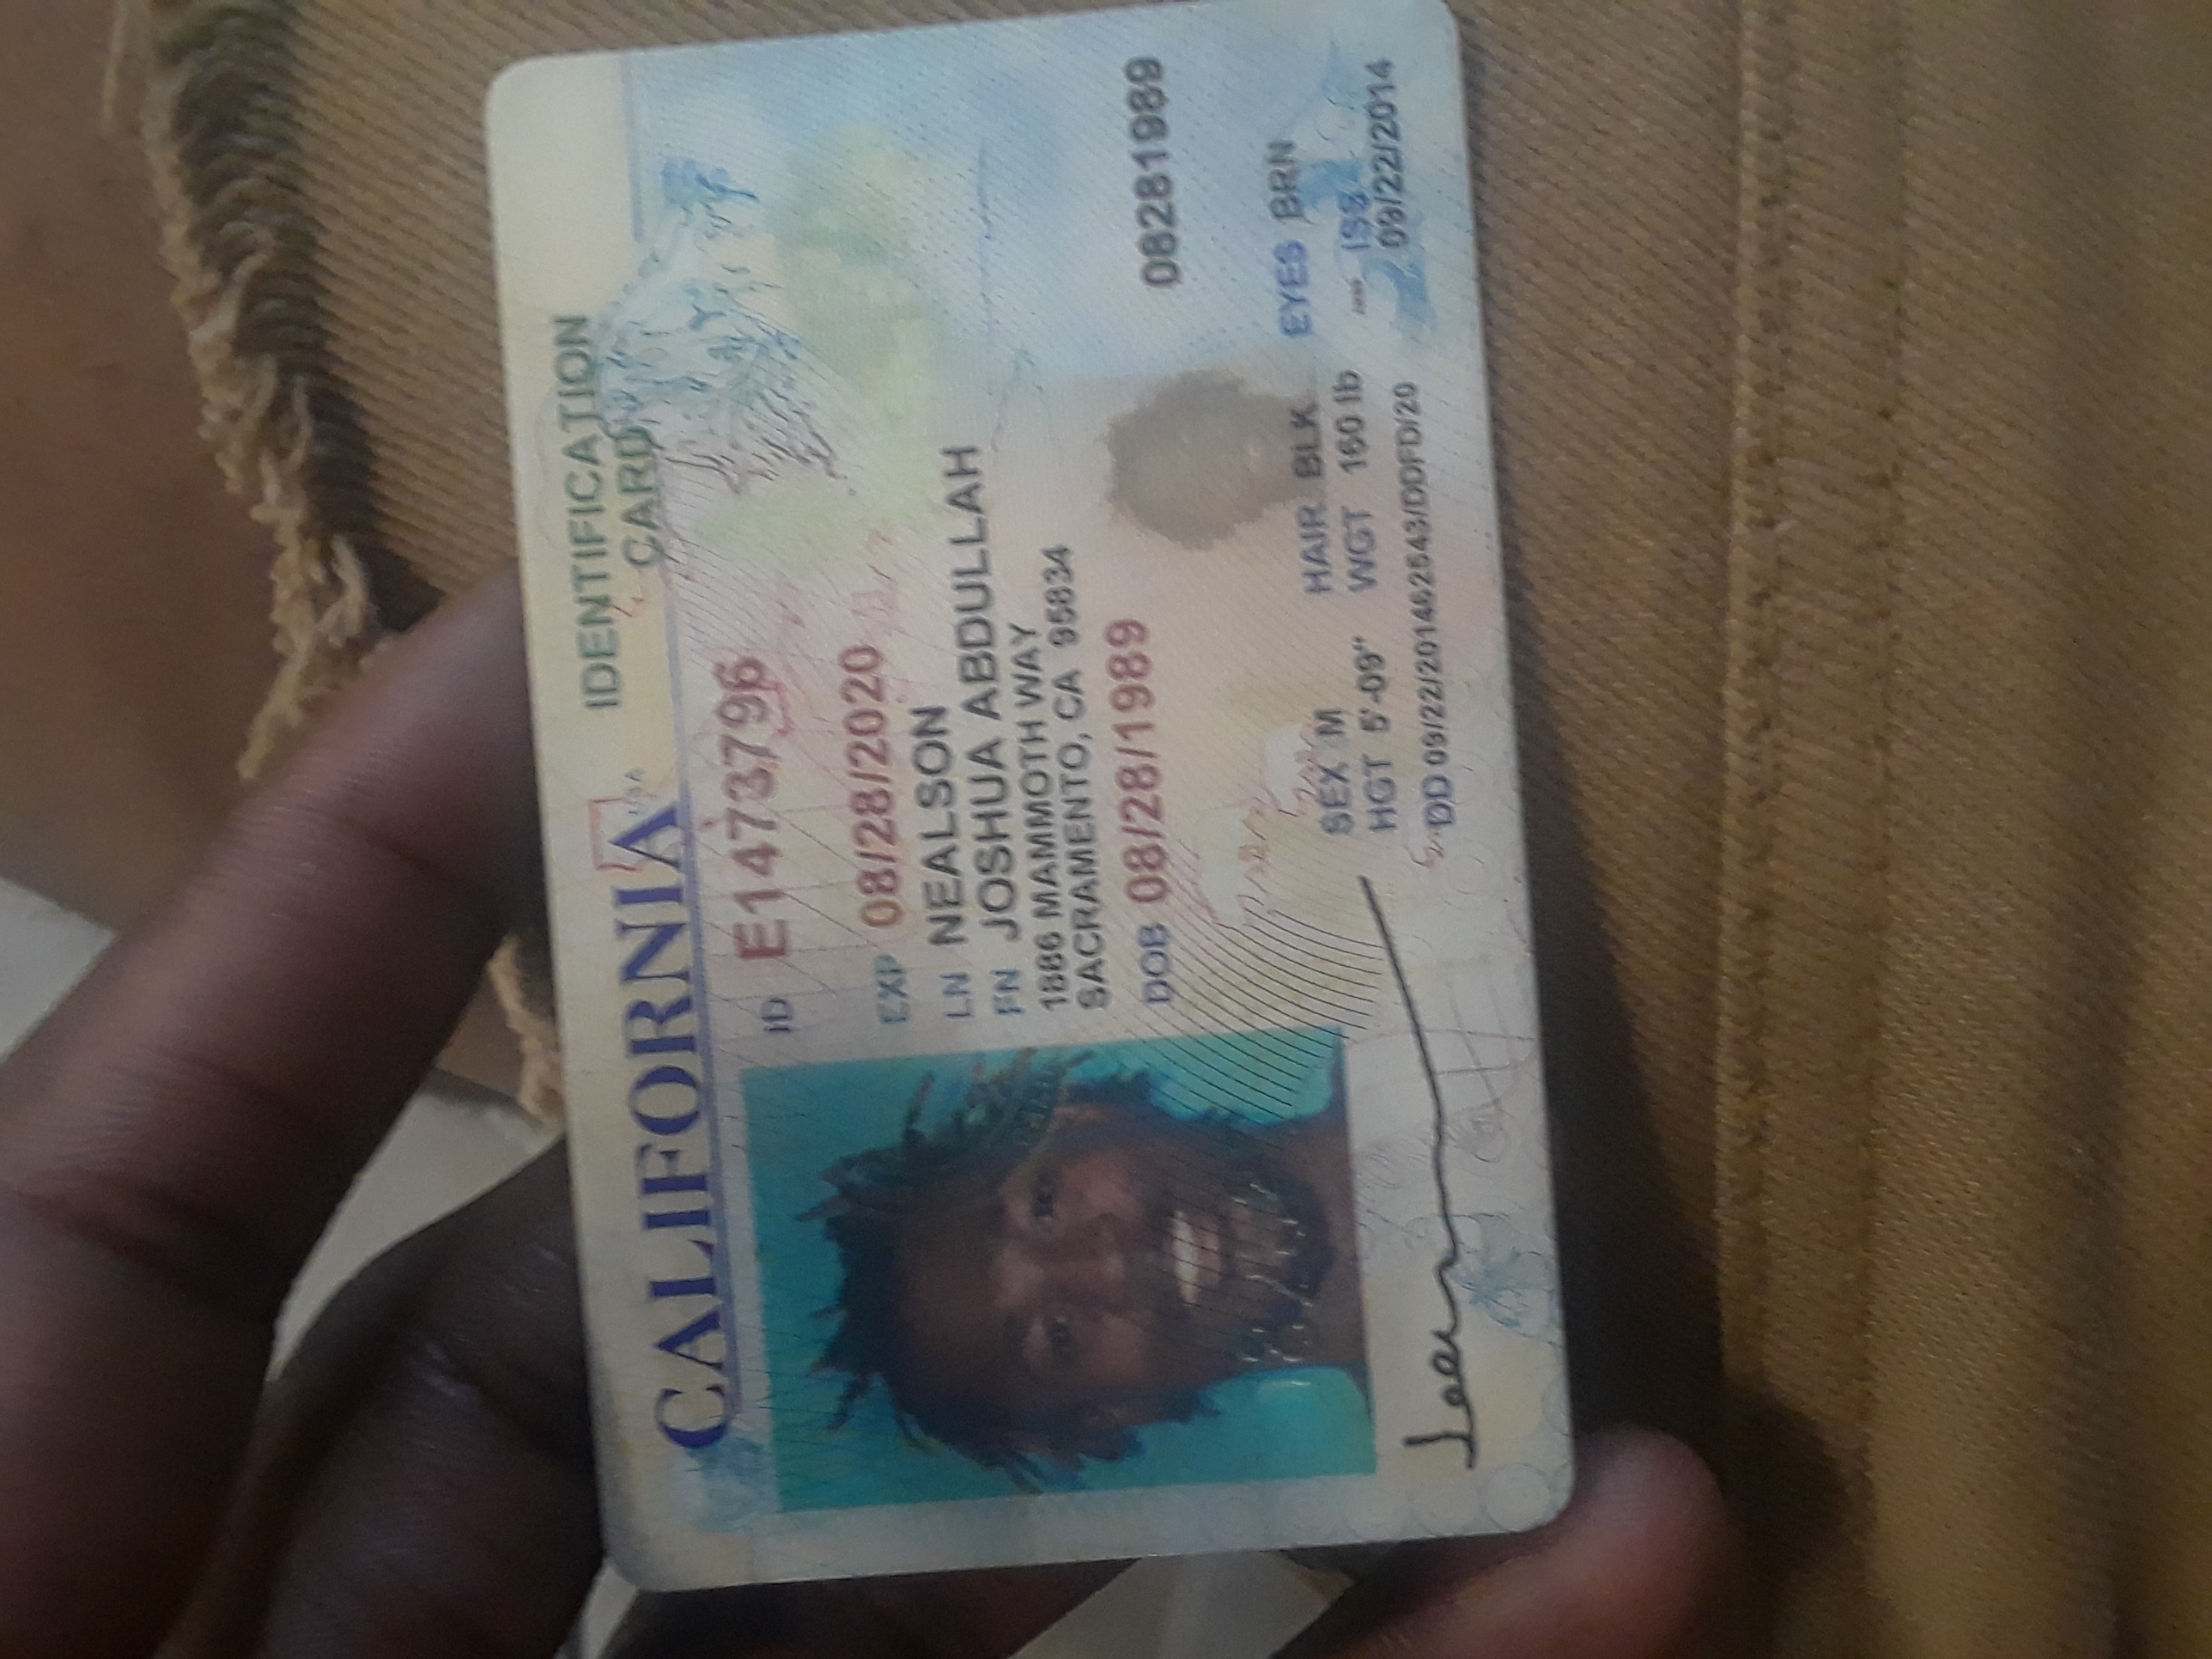 CALIFORNIA USA
IDENTIFICATION
CARD
ID E1473796
EXP 08/28/2020
LN NEALSON
FN JOSHUA ABDULLAH
1886 MAMMOTH WAY
SACRAMENTO, CA 95834
DOB 08/28/1989
08281989
SEX M HAIR BLK EYES BRN
HGT 5'-09" WGT 160 lb ISS
09/22/2014
DD 09/22/201462543/DDFD/20